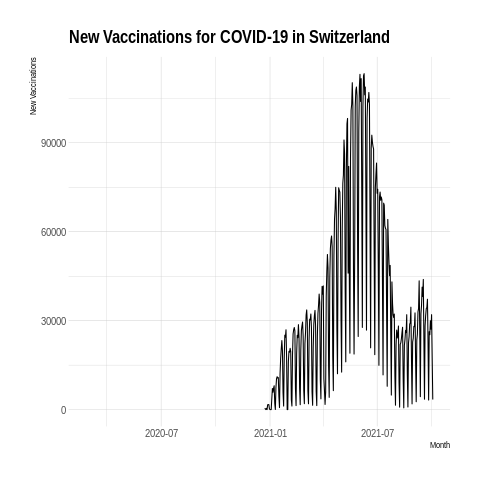 New Vaccinations for COVID-19 in Switzerland
New Vaccinations
90000
60000
30000
0
2020-07
2021-01
2021-07
Month